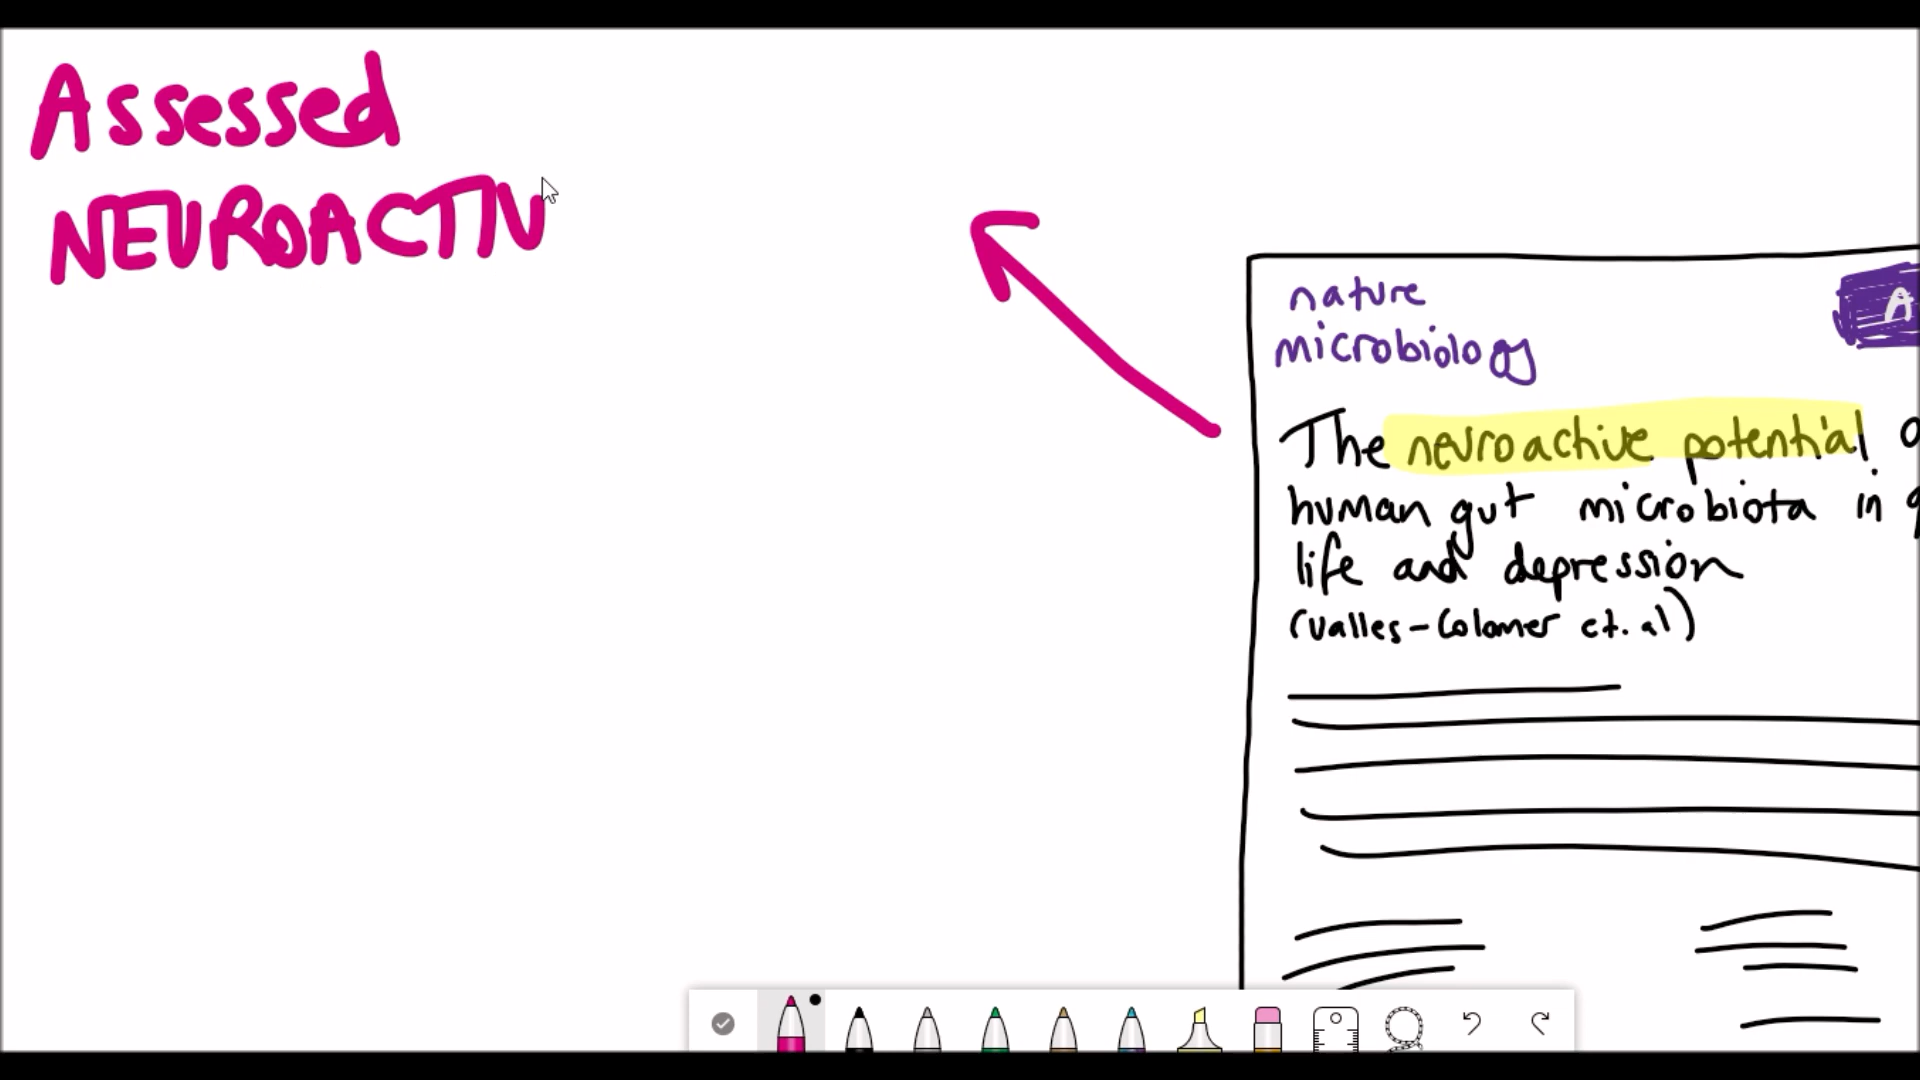 Assessed
NEUROACTIV
nature
microbiology
A
The neuroactive potential o
human gut microbiota in q
life and depression
(Valles-Colomer et. al)